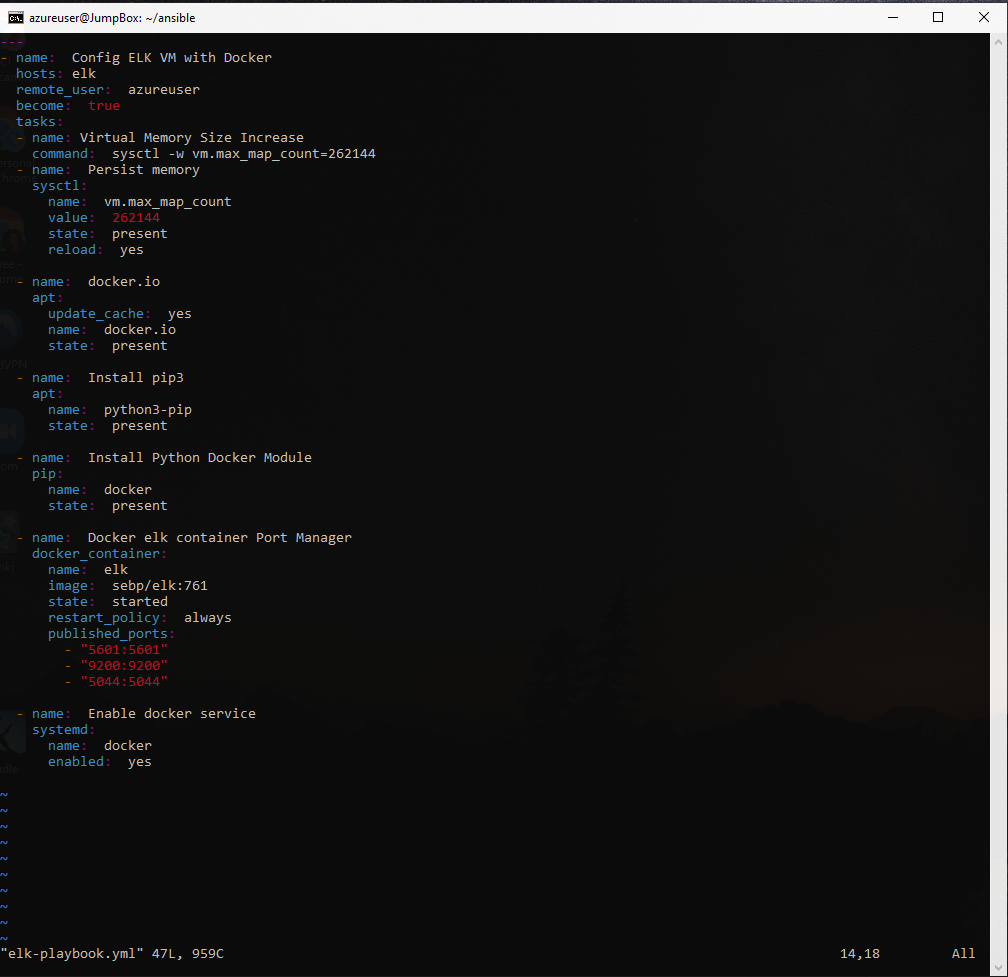 azureuser@JumpBox: ~/ansible
---
- name:  Config ELK VM with Docker
  hosts: elk
  remote_user:  azureuser
  become:  true
  tasks:
  - name: Virtual Memory Size Increase
    command:  sysctl -w vm.max_map_count=262144
  - name:  Persist memory
    sysctl:
      name:  vm.max_map_count
      value:  262144
      state:  present
      reload:  yes

  - name:  docker.io
    apt:
      update_cache:  yes
      name:  docker.io
      state:  present

  - name:  Install pip3
    apt:
      name:  python3-pip
      state:  present

  - name:  Install Python Docker Module
    pip:
      name:  docker
      state:  present

  - name:  Docker elk container Port Manager
    docker_container:
      name:  elk
      image:  sebp/elk:761
      state:  started
      restart_policy:  always
      published_ports:
        - "5601:5601"
        - "9200:9200"
        - "5044:5044"

  - name:  Enable docker service
    systemd:
      name:  docker
      enabled:  yes

~
~
~
~
~
~
~
~
~
~
"elk-playbook.yml" 47L, 959C 14,18 All